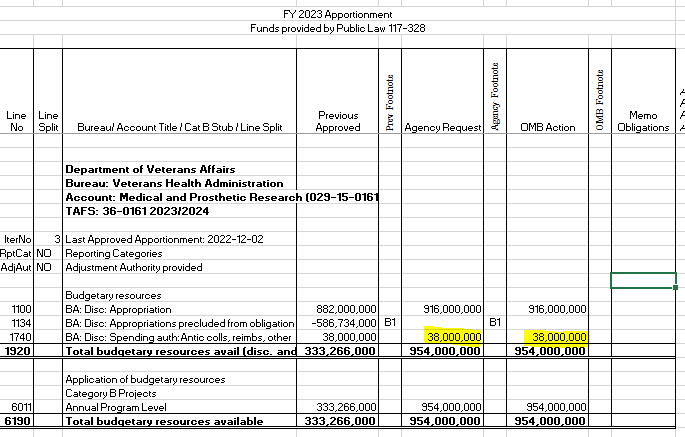 FY 2023 Apportionment
Funds provided by Public Law 117-328
Line No Line Split Bureau/ Account Title / Cat B Stub / Line Split Previous Approved Prev Footnote Agency Request Agency Footnote OMB Action OMB Footnote Memo Obligations
Department of Veterans Affairs
Bureau: Veterans Health Administration
Account: Medical and Prosthetic Research (029-15-0161
TAFS: 36-0161 2023/2024
IterNo 3 Last Approved Apportionment: 2022-12-02
RptCat NO Reporting Categories
AdjAut NO Adjustment Authority provided
Budgetary resources
1100 BA: Disc: Appropriation 882,000,000 916,000,000 916,000,000
1134 BA: Disc: Appropriations precluded from obligation -586,734,000 B1 B1
1740 BA: Disc: Spending auth:Antic colls, reimbs, other 38,000,000 38,000,000 38,000,000
1920 Total budgetary resources avail (disc. and 333,266,000 954,000,000 954,000,000
Application of budgetary resources
Category B Projects
6011 Annual Program Level 333,266,000 954,000,000 954,000,000
6190 Total budgetary resources available 333,266,000 954,000,000 954,000,000